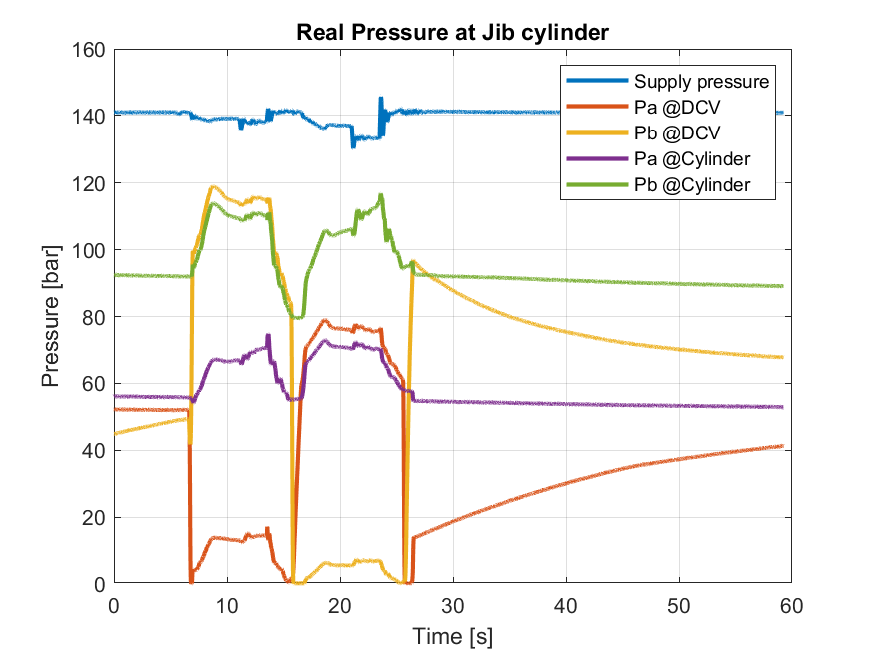 Real Pressure at Jib cylinder
160
140
120
100
80
60
40
20
0
Pressure [bar]
Supply pressure
Pa @DCV
Pb @DCV
Pa @Cylinder
Pb @Cylinder
0 10 20 30 40 50 60
Time [s]